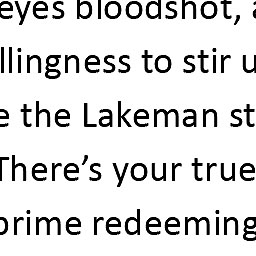 eyes bloodshot,
llingness to stir u
e the Lakeman st
There’s your true
prime redeeming